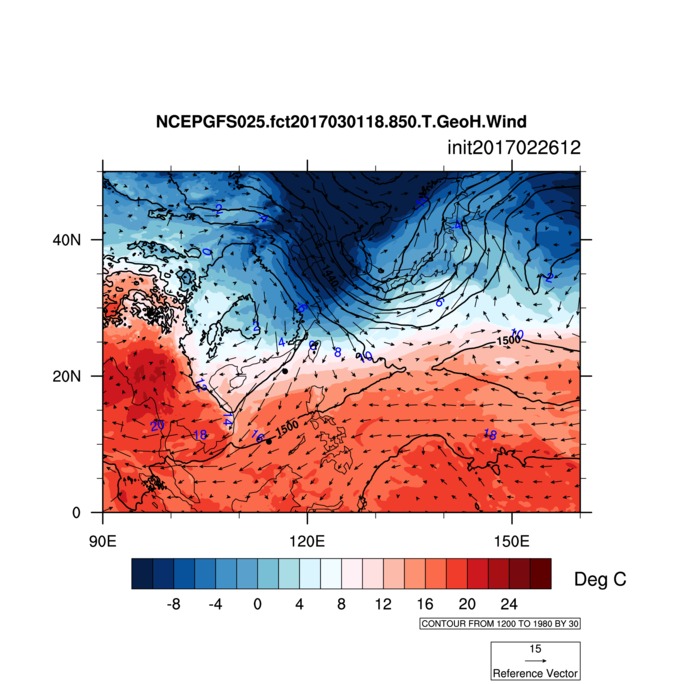 NCEPGFS025.fct2017030118.850.T.GeoH.Wind
init2017022612
40N
20N
0
90E 120E 150E
1500
1500
-8 -4 0 4 8 12 16 20 24
Deg C
CONTOUR FROM 1200 TO 1980 BY 30
15
Reference Vector